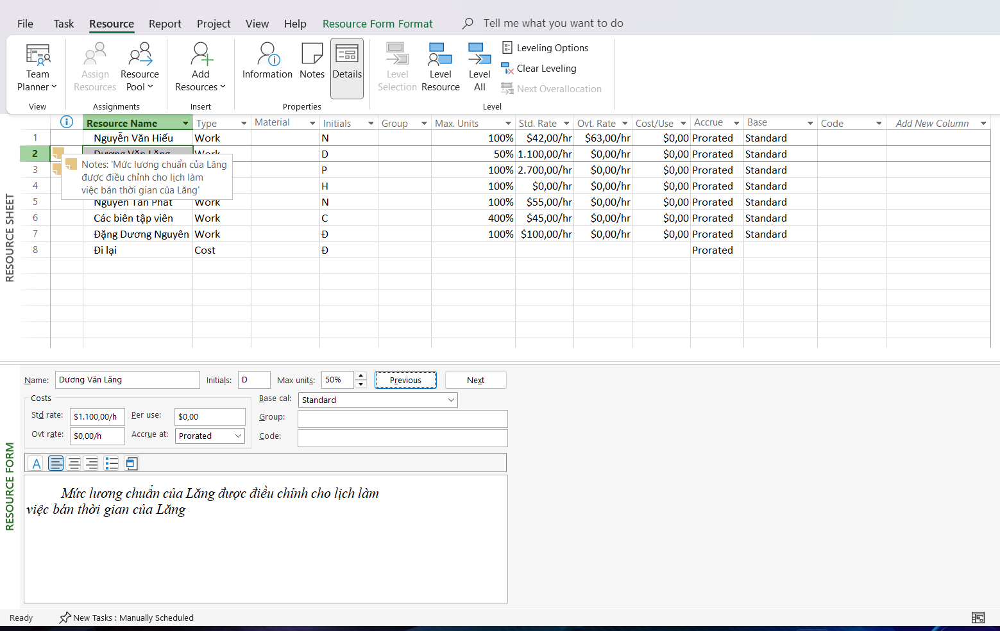 File Task Resource Report Project View Help Resource Form Format Tell me what you want to do
Team Planner
Assign Resources
Resource Pool
Add Resources
Information
Notes
Details
Level Selection
Level Resource
Level All
Leveling Options
Clear Leveling
Next Overallocation
View Assignments Insert Properties Level
Resource Name Type Material Initials Group Max. Units Std. Rate Ovt. Rate Cost/Use Accrue Base Code Add New Column
1 Nguyễn Văn Hiếu Work N 100% $42,00/hr $63,00/hr $0,00 Prorated Standard
2 Dương Văn Lăng Work D 50% 1.100,00/hr $0,00/hr $0,00 Prorated Standard
3 P 100% 2.700,00/hr $0,00/hr $0,00 Prorated Standard
4 H 100% $0,00/hr $0,00/hr $0,00 Prorated Standard
5 Nguyễn Tấn Phát Work N 100% $55,00/hr $0,00/hr $0,00 Prorated Standard
6 Các biên tập viên Work C 400% $45,00/hr $0,00/hr $0,00 Prorated Standard
7 Đặng Dương Nguyên Work Đ 100% $100,00/hr $0,00/hr $0,00 Prorated Standard
8 Đi lại Cost Đ Prorated
Notes: 'Mức lương chuẩn của Lăng
được điều chỉnh cho lịch làm
việc bán thời gian của Lăng'
RESOURCE SHEET
Name: Dương Văn Lăng Initials: D Max units: 50% Previous Next
Costs
Base cal: Standard
Std rate: $1.100,00/h Per use: $0,00
Group:
Ovt rate: $0,00/h Accrue at: Prorated
Code:
A
Mức lương chuẩn của Lăng được điều chỉnh cho lịch làm
việc bán thời gian của Lăng
RESOURCE FORM
Ready New Tasks : Manually Scheduled